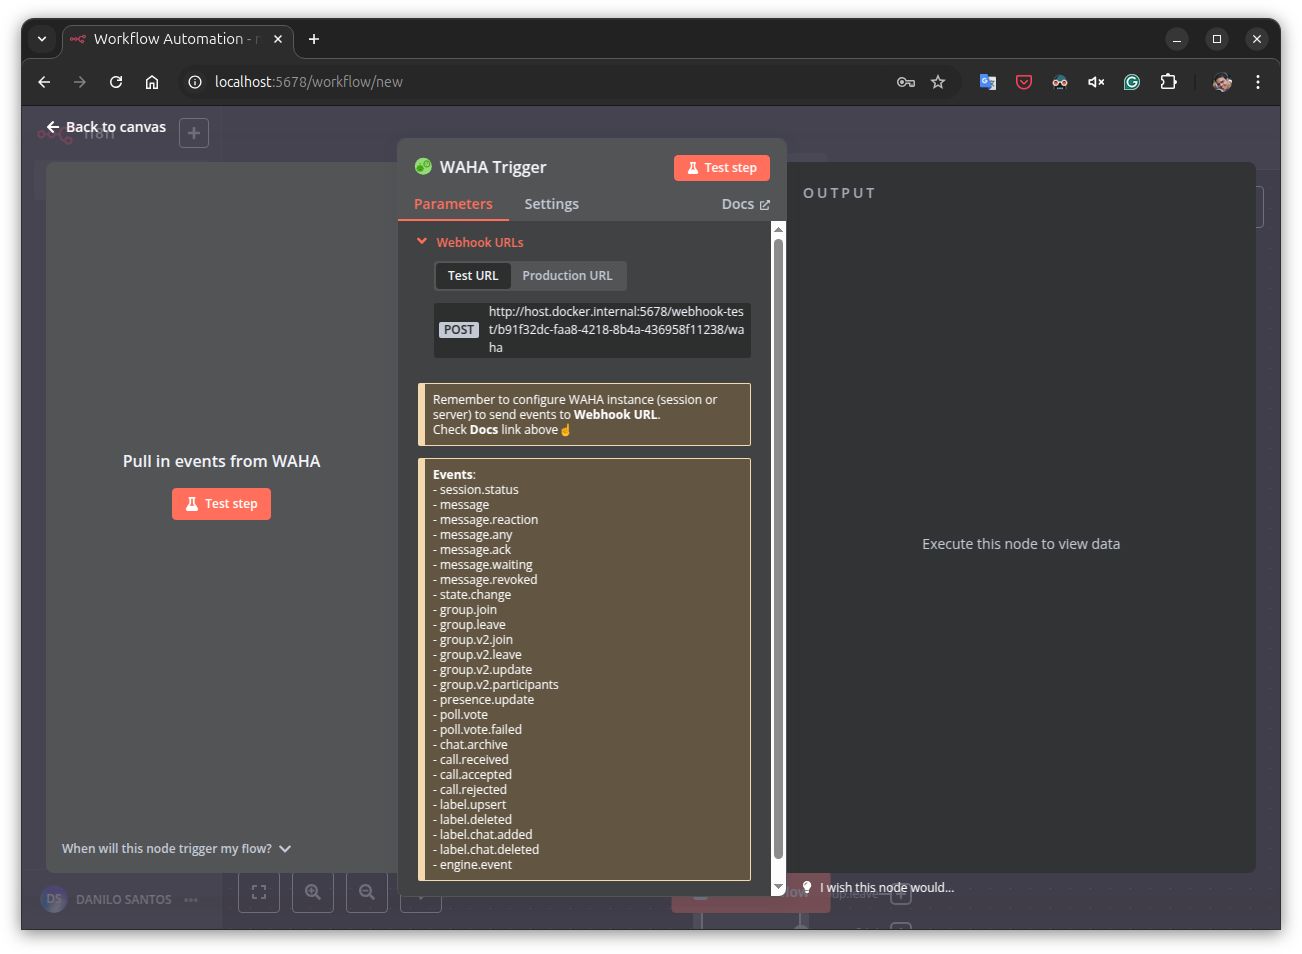 Workflow Automation - n
localhost:5678/workflow/new
Back to canvas
n8n
WAHA Trigger
Test step
Parameters
Settings
Docs
OUTPUT
Webhook URLs
Test URL
Production URL
POST
http://host.docker.internal:5678/webhook-tes
t/b91f32dc-faa8-4218-8b4a-436958f11238/wa
ha
Remember to configure WAHA instance (session or
server) to send events to Webhook URL.
Check Docs link above☝
Pull in events from WAHA
Test step
Events:
- session.status
- message
- message.reaction
- message.any
- message.ack
- message.waiting
- message.revoked
- state.change
- group.join
- group.leave
- group.v2.join
- group.v2.leave
- group.v2.update
- group.v2.participants
- presence.update
- poll.vote
- poll.vote.failed
- chat.archive
- call.received
- call.accepted
- call.rejected
- label.upsert
- label.deleted
- label.chat.added
- label.chat.deleted
- engine.event
Execute this node to view data
When will this node trigger my flow?
I wish this node would...
DS
DANILO SANTOS